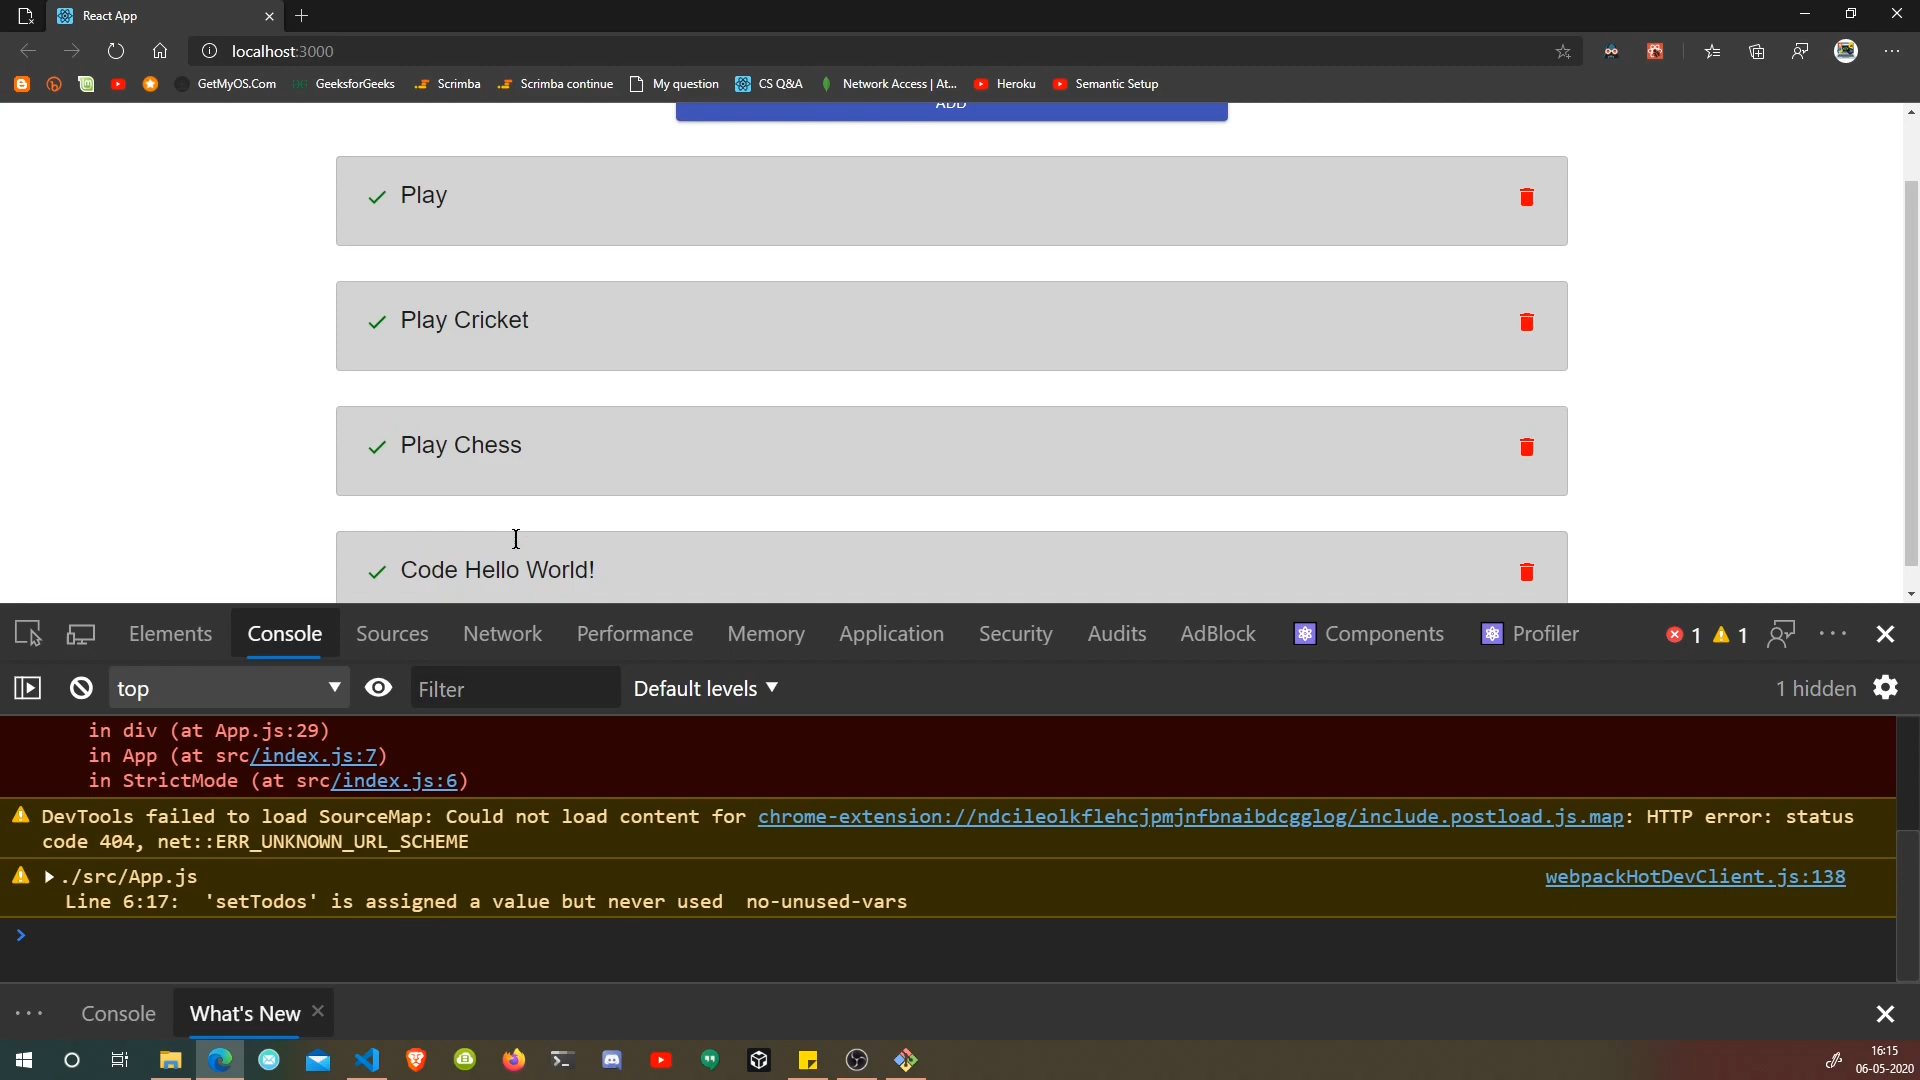 React App
localhost:3000
GetMyOS.Com GeeksforGeeks Scrimba Scrimba continue My question CS Q&A Network Access | At... Heroku Semantic Setup
ADD
Play
Play Cricket
Play Chess
Code Hello World!
Elements Console Sources Network Performance Memory Application Security Audits AdBlock Components Profiler 1 1
top Filter Default levels 1 hidden
in div (at App.js:29)
in App (at src/index.js:7)
in StrictMode (at src/index.js:6)
DevTools failed to load SourceMap: Could not load content for chrome-extension://ndcileolkflehcjpmjnfbnaibdcgglog/include.postload.js.map: HTTP error: status
code 404, net::ERR_UNKNOWN_URL_SCHEME
./src/App.js webpackHotDevClient.js:138
Line 6:17: 'setTodos' is assigned a value but never used no-unused-vars
Console What's New
16:15
06-05-2020